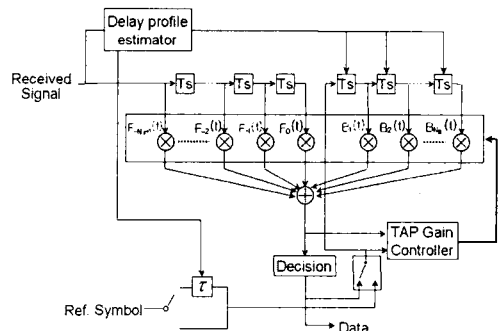 Delay profile
estimator
Received
Signal
Ts Ts Ts Ts Ts Ts
F-2(t) F-1(t) F0(t) B1(t) B2(t)
TAP Gain
Controller
Decision
τ
Ref. Symbol
Data